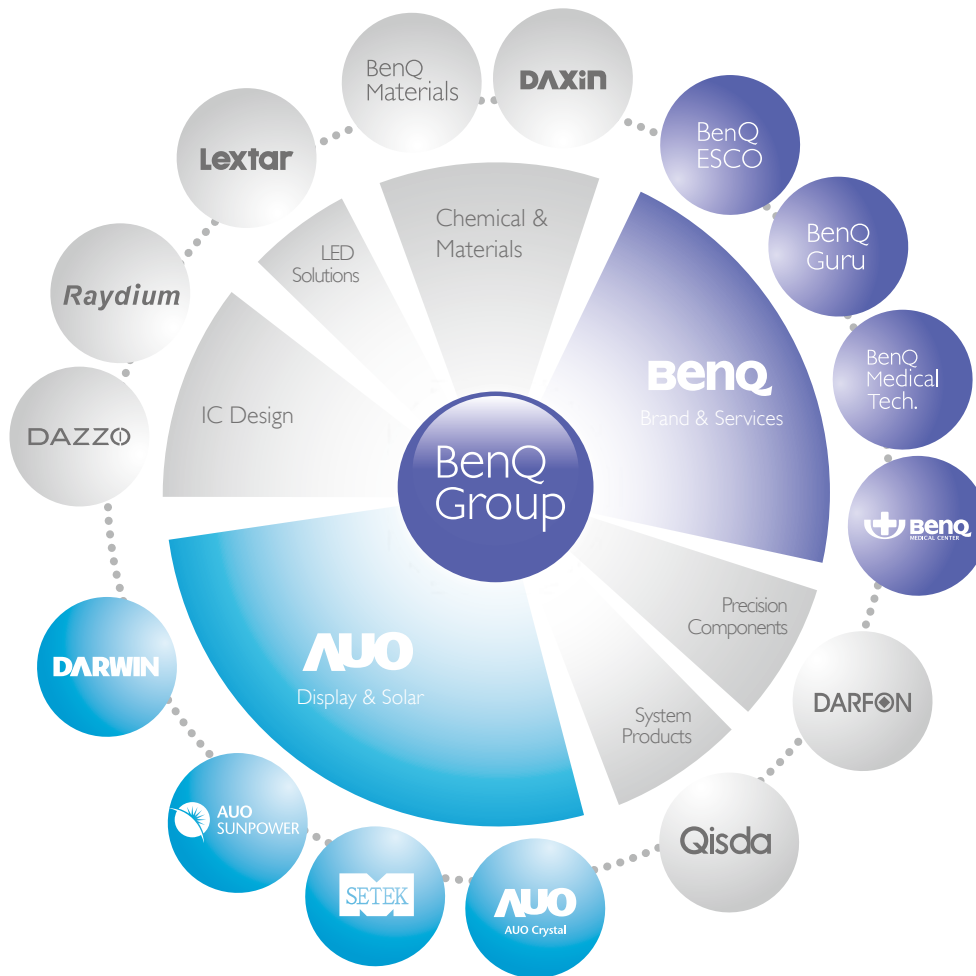 BenQ
Materials
DAXiN
Lextar
BenQ
ESCO
LED
Solutions
Chemical &
Materials
BenQ
Guru
Raydium
BenQ
Brand & Services
BenQ
Medical
Tech.
IC Design
DAZZO
BenQ
Group
BenQ
MEDICAL CENTER
Precision
Components
DARWIN
AUO
Display & Solar
System
Products
DARFON
AUO
SUNPOWER
Qisda
M
SETEK
AUO
AUO Crystal